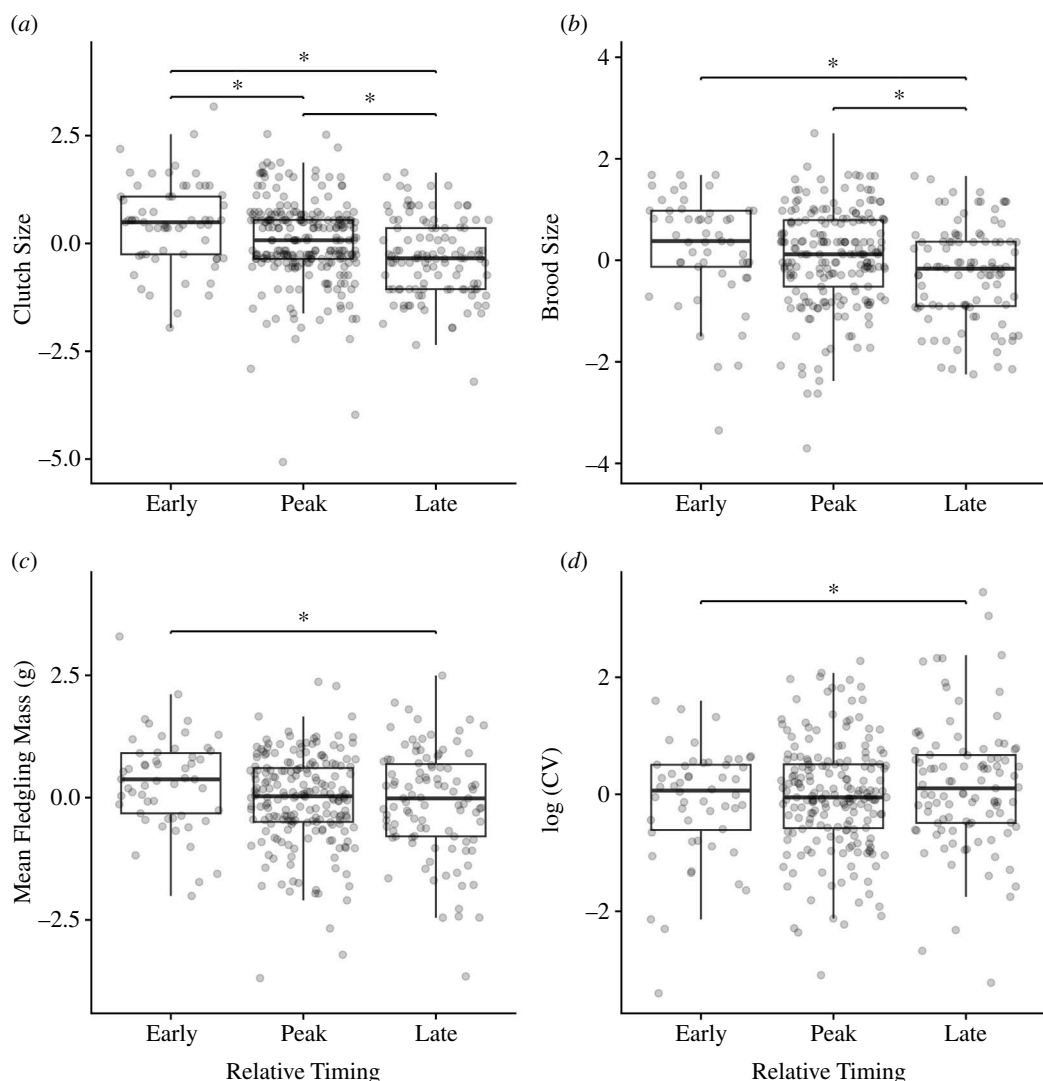 (a)
*
*
*
2.5
0.0
–2.5
–5.0
Clutch Size
Early Peak Late
(b)
*
*
4
2
0
–2
–4
Brood Size
Early Peak Late
(c)
*
2.5
0.0
–2.5
Mean Fledgling Mass (g)
Early Peak Late
Relative Timing
(d)
*
2
0
–2
log (CV)
Early Peak Late
Relative Timing